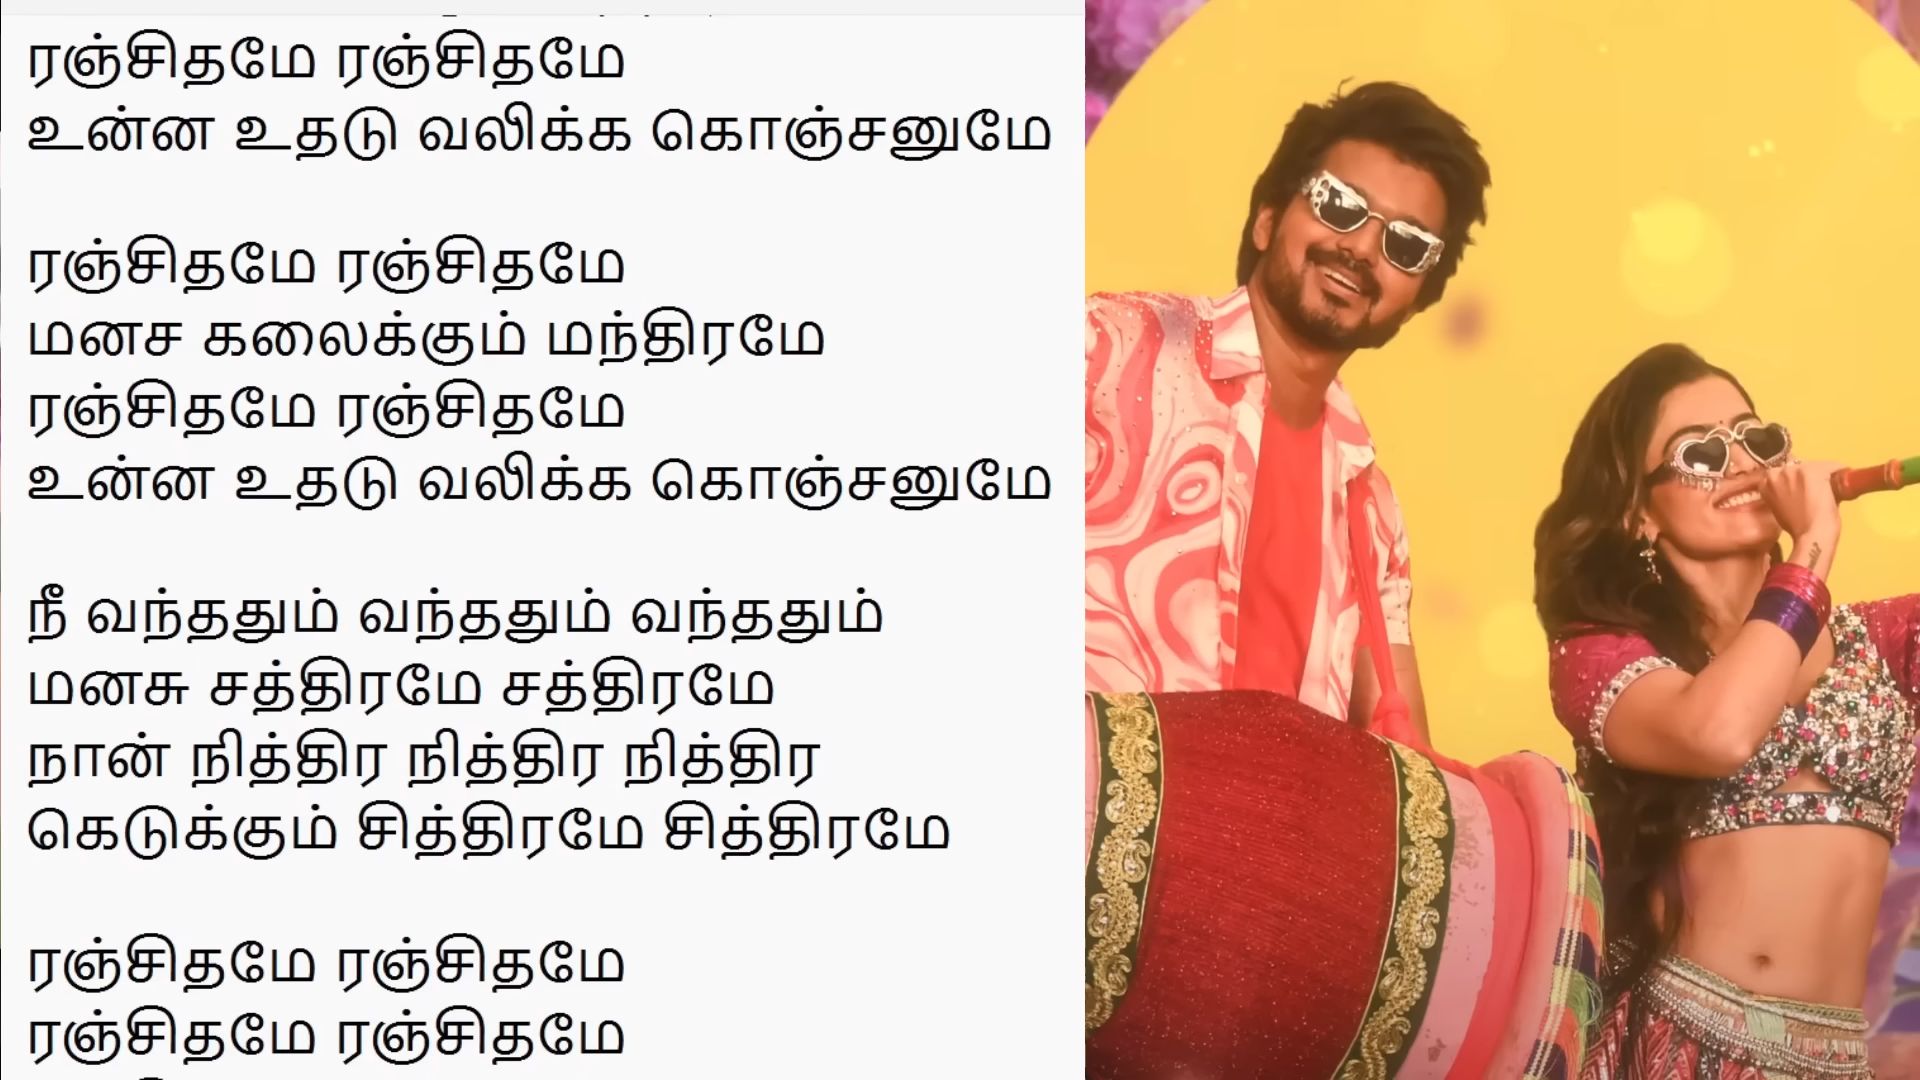 ரஞ்சிதமே ரஞ்சிதமே
உன்ன உதடு வலிக்க கொஞ்சனுமே
ரஞ்சிதமே ரஞ்சிதமே
மனச கலைக்கும் மந்திரமே
ரஞ்சிதமே ரஞ்சிதமே
உன்ன உதடு வலிக்க கொஞ்சனுமே
நீ வந்ததும் வந்ததும் வந்ததும்
மனசு சத்திரமே சத்திரமே
நான் நித்திர நித்திர நித்திர
கெடுக்கும் சித்திரமே சித்திரமே
ரஞ்சிதமே ரஞ்சிதமே
ரஞ்சிதமே ரஞ்சிதமே